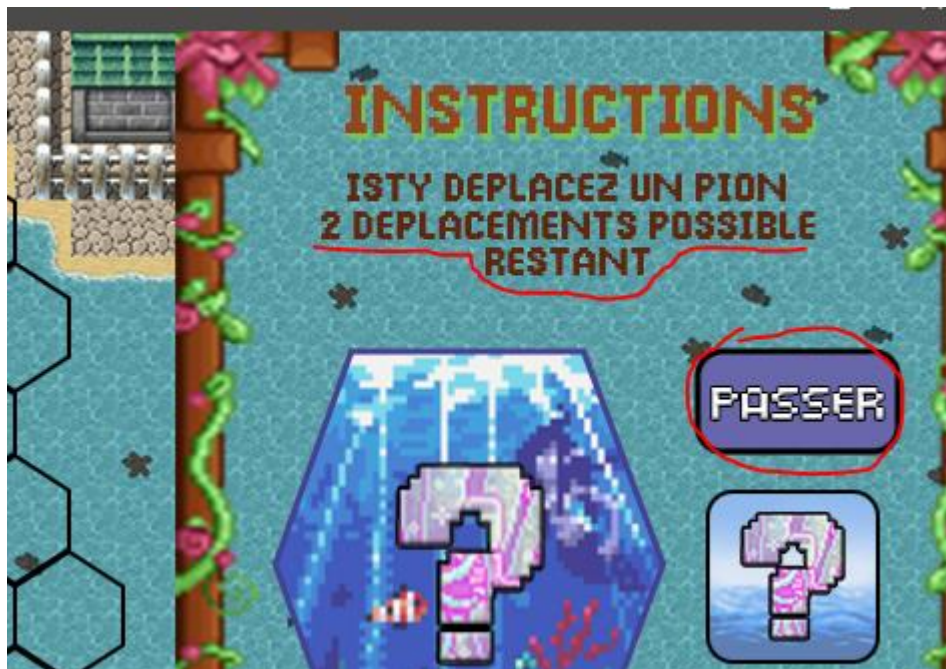 INSTRUCTIONS
ISTY DEPLACEZ UN PION
2 DEPLACEMENTS POSSIBLE
RESTANT
PASSER
?
?